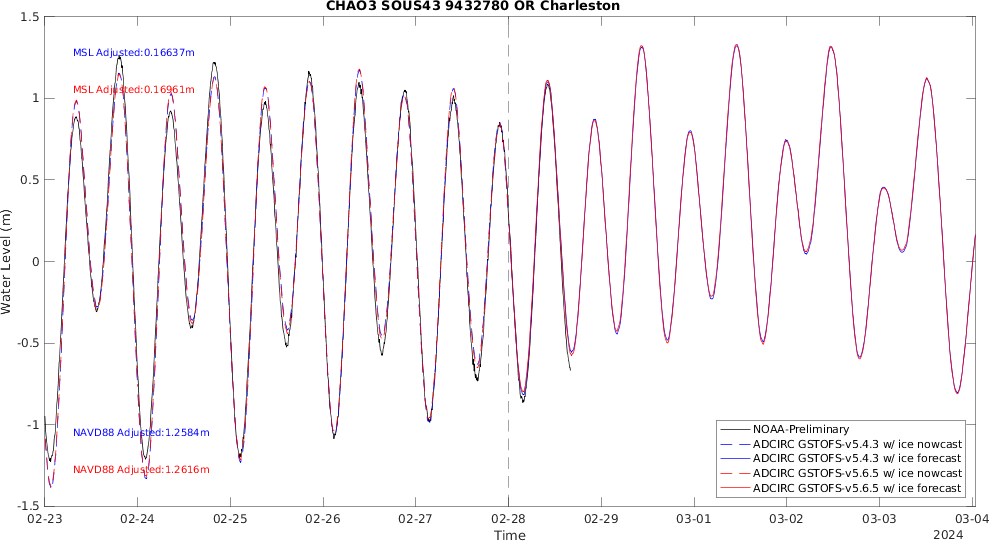 CHAO3 SOUS43 9432780 OR Charleston
1.5
1
0.5
0
-0.5
-1
-1.5
Water Level (m)
MSL Adjusted:0.16637m
MSL Adjusted:0.16961m
NAVD88 Adjusted:1.2584m
NAVD88 Adjusted:1.2616m
NOAA-Preliminary
ADCIRC GSTOFS-v5.4.3 w/ ice nowcast
ADCIRC GSTOFS-v5.4.3 w/ ice forecast
ADCIRC GSTOFS-v5.6.5 w/ ice nowcast
ADCIRC GSTOFS-v5.6.5 w/ ice forecast
02-23 02-24 02-25 02-26 02-27 02-28 02-29 03-01 03-02 03-03 03-04
Time
2024